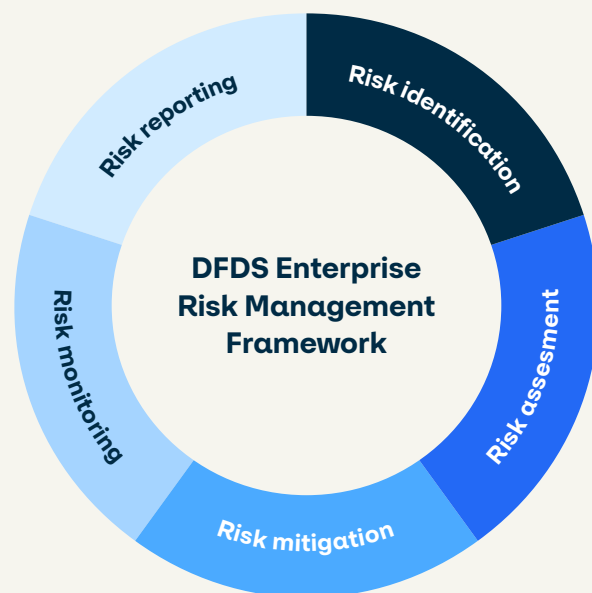 DFDS Enterprise
Risk Management
Framework
Risk identification
Risk assesment
Risk mitigation
Risk monitoring
Risk reporting